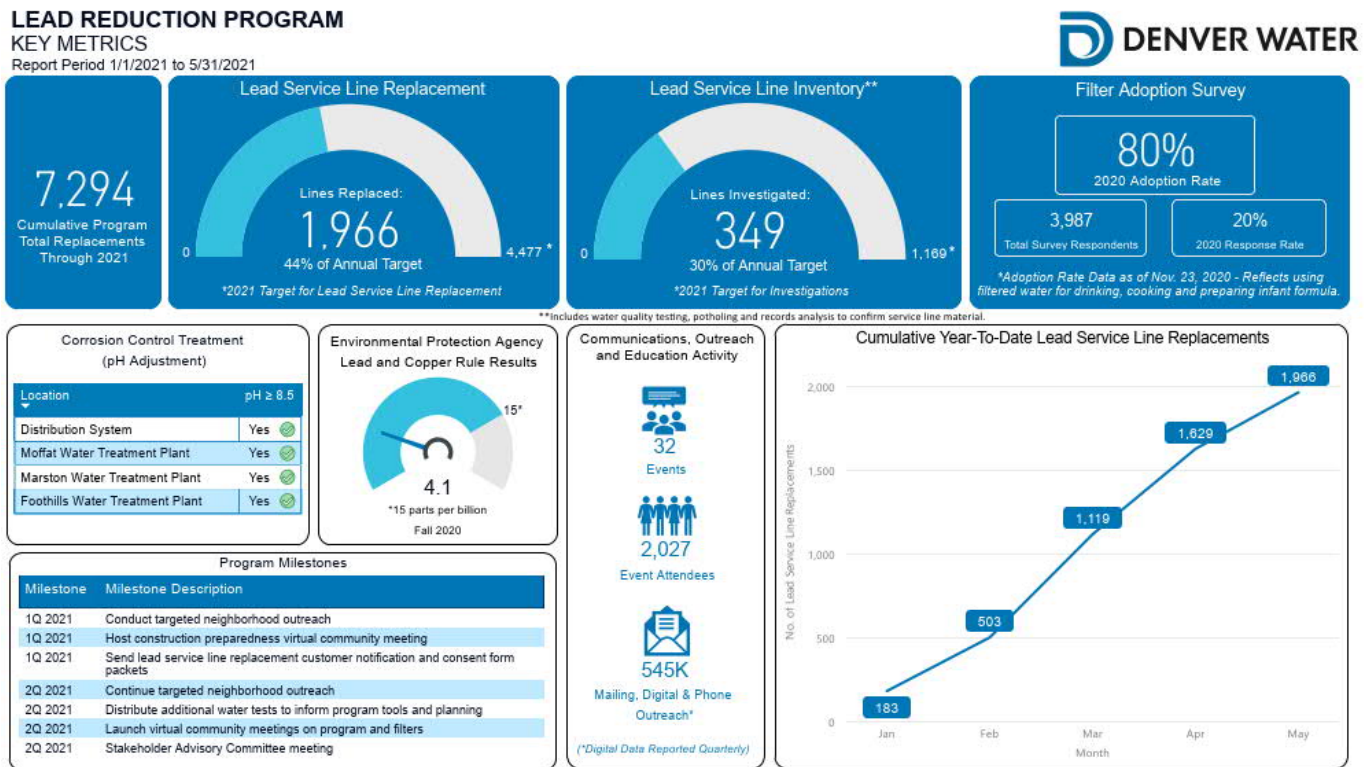 LEAD REDUCTION PROGRAM
KEY METRICS
Report Period 1/1/2021 to 5/31/2021
DENVER WATER
7,294
Cumulative Program
Total Replacements
Through 2021
Lead Service Line Replacement
Lines Replaced:
1,966
44% of Annual Target
0
4,477 *
*2021 Target for Lead Service Line Replacement
Lead Service Line Inventory**
Lines Investigated:
349
30% of Annual Target
0
1,169*
*2021 Target for Investigations
Filter Adoption Survey
80%
2020 Adoption Rate
3,987
Total Survey Respondents
20%
2020 Response Rate
*Adoption Rate Data as of Nov. 23, 2020 - Reflects using
filtered water for drinking, cooking and preparing infant formula.
**Includes water quality testing, potholing and records analysis to confirm service line material.
Corrosion Control Treatment
(pH Adjustment)
Location pH ≥ 8.5
Distribution System Yes
Moffat Water Treatment Plant Yes
Marston Water Treatment Plant Yes
Foothills Water Treatment Plant Yes
Environmental Protection Agency
Lead and Copper Rule Results
15*
4.1
*15 parts per billion
Fall 2020
Program Milestones
Milestone Milestone Description
1Q 2021 Conduct targeted neighborhood outreach
1Q 2021 Host construction preparedness virtual community meeting
1Q 2021 Send lead service line replacement customer notification and consent form
packets
2Q 2021 Continue targeted neighborhood outreach
2Q 2021 Distribute additional water tests to inform program tools and planning
2Q 2021 Launch virtual community meetings on program and filters
2Q 2021 Stakeholder Advisory Committee meeting
Communications, Outreach
and Education Activity
32
Events
2,027
Event Attendees
545K
Mailing, Digital & Phone
Outreach*
(*Digital Data Reported Quarterly)
Cumulative Year-To-Date Lead Service Line Replacements
No. of Lead Service Line Replacements
2,000
1,500
1,000
500
0
183
503
1,119
1,629
1,966
Jan Feb Mar Apr May
Month